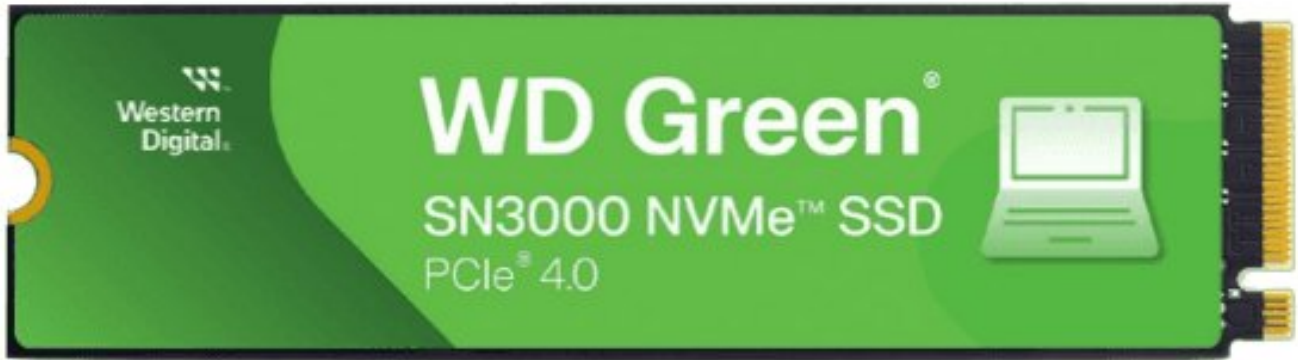 Western
Digital®
WD Green®
SN3000 NVMe™ SSD
PCIe® 4.0